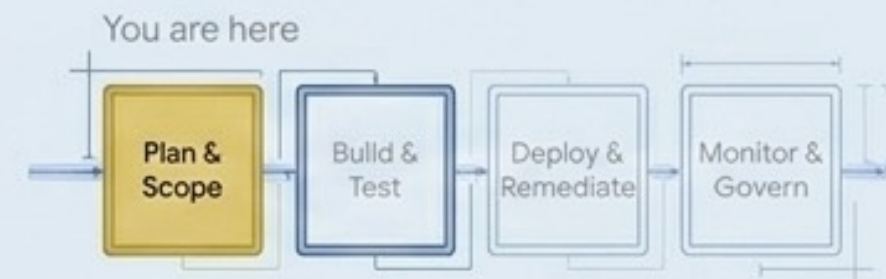 You are here
Plan &
Scope
Build &
Test
Deploy &
Remediate
Monitor &
Govern